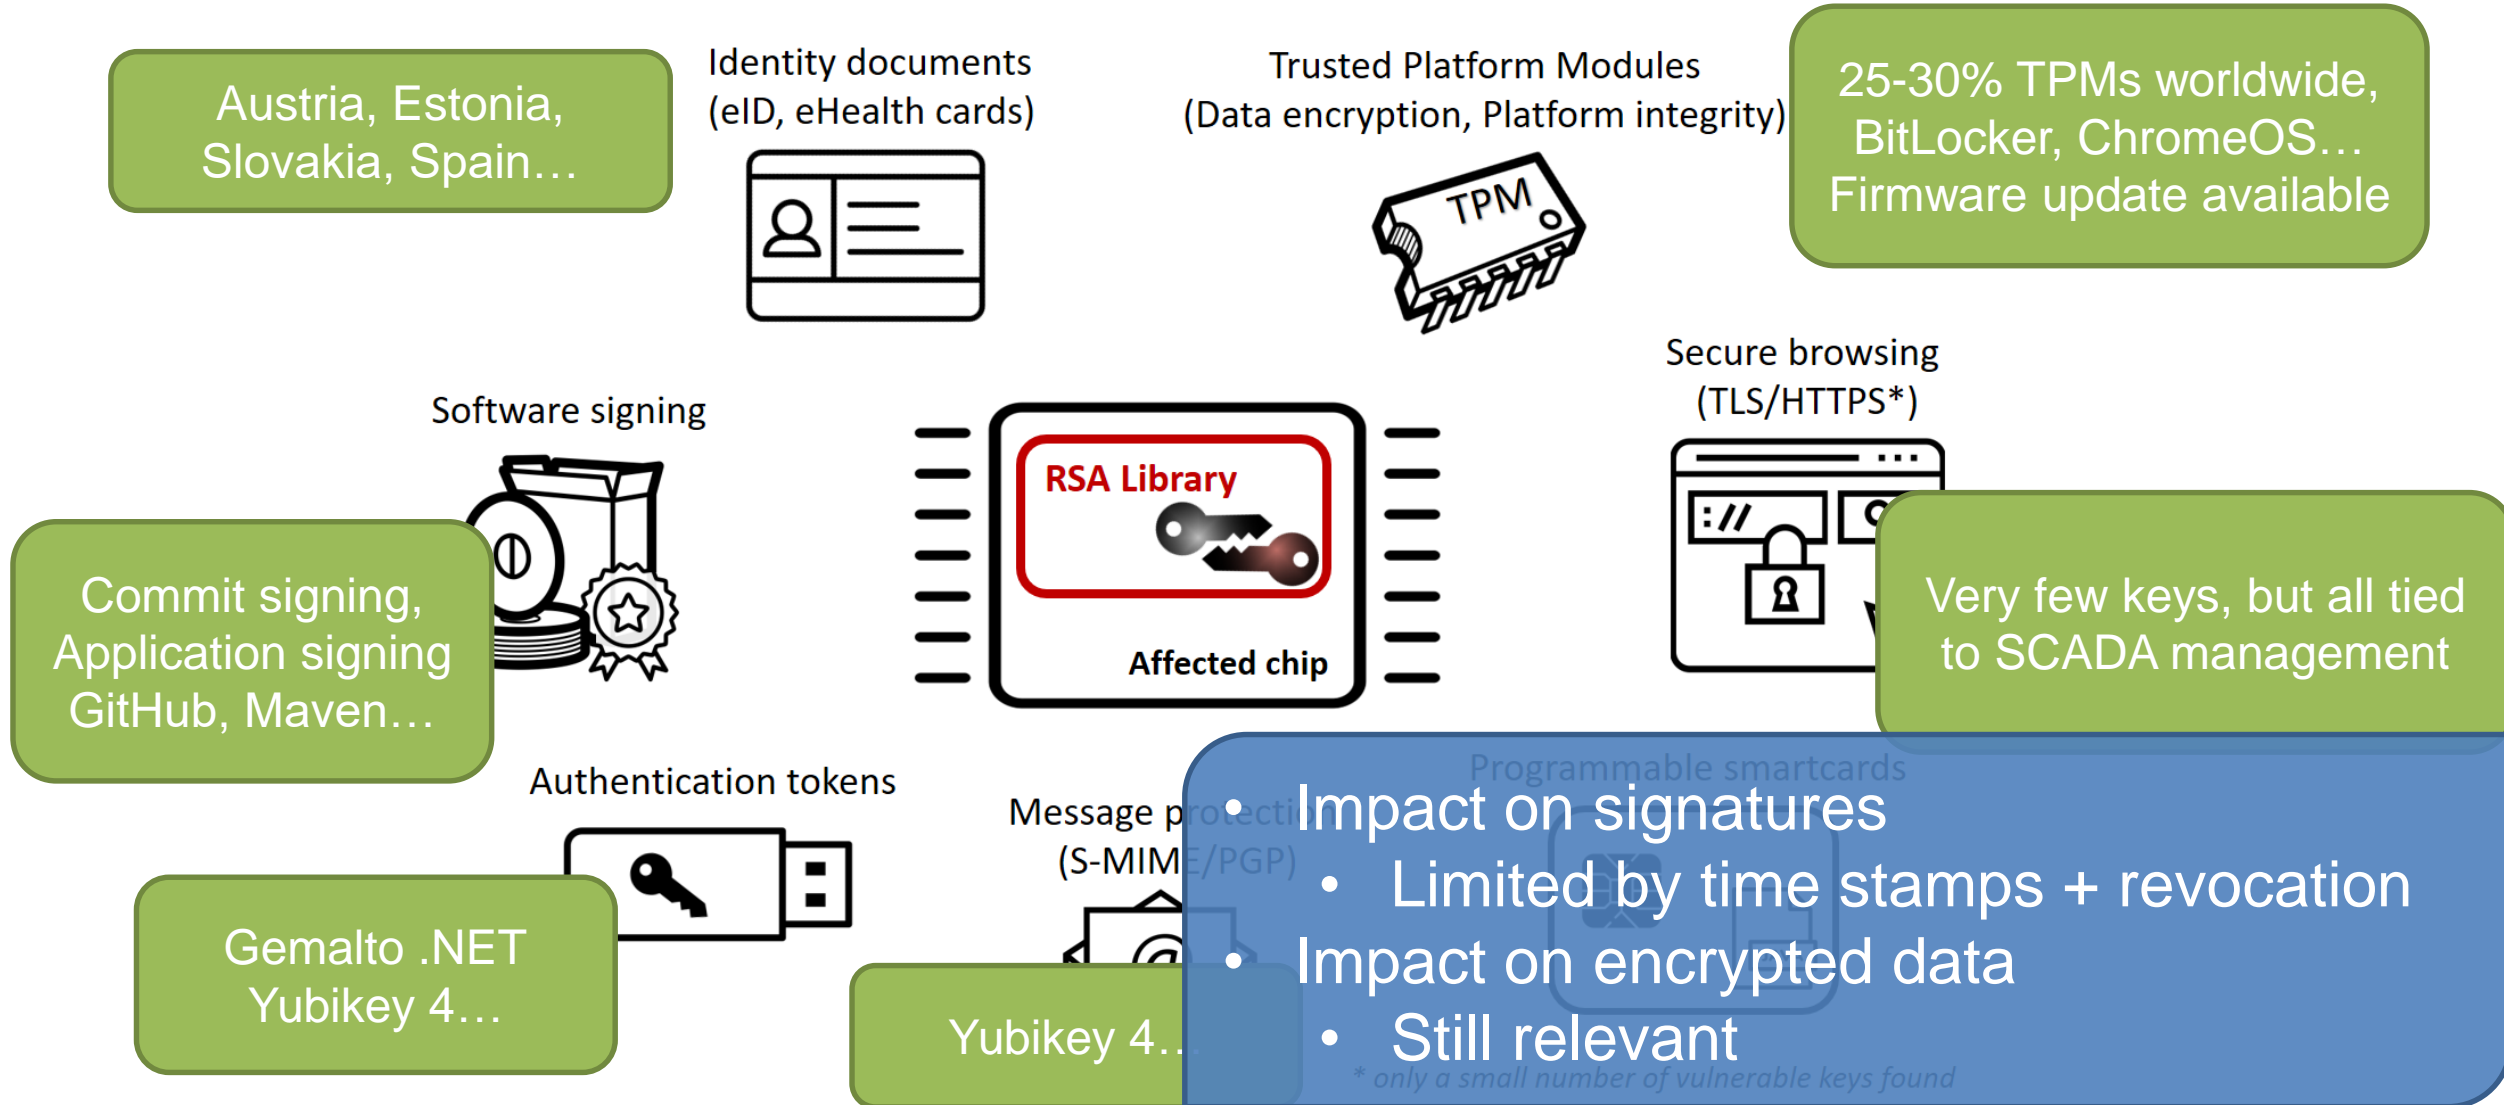 Identity documents
(eID, eHealth cards)
Austria, Estonia,
Slovakia, Spain…
Trusted Platform Modules
(Data encryption, Platform integrity)
TPM
25-30% TPMs worldwide,
BitLocker, ChromeOS…
Firmware update available
Software signing
Commit signing,
Application signing
GitHub, Maven…
RSA Library
Affected chip
Secure browsing
(TLS/HTTPS*)
://
Very few keys, but all tied
to SCADA management
Authentication tokens
Gemalto .NET
Yubikey 4…
Message protection
(S-MIME/PGP)
@
Yubikey 4…
Programmable smartcards
• Impact on signatures
• Limited by time stamps + revocation
• Impact on encrypted data
• Still relevant
* only a small number of vulnerable keys found